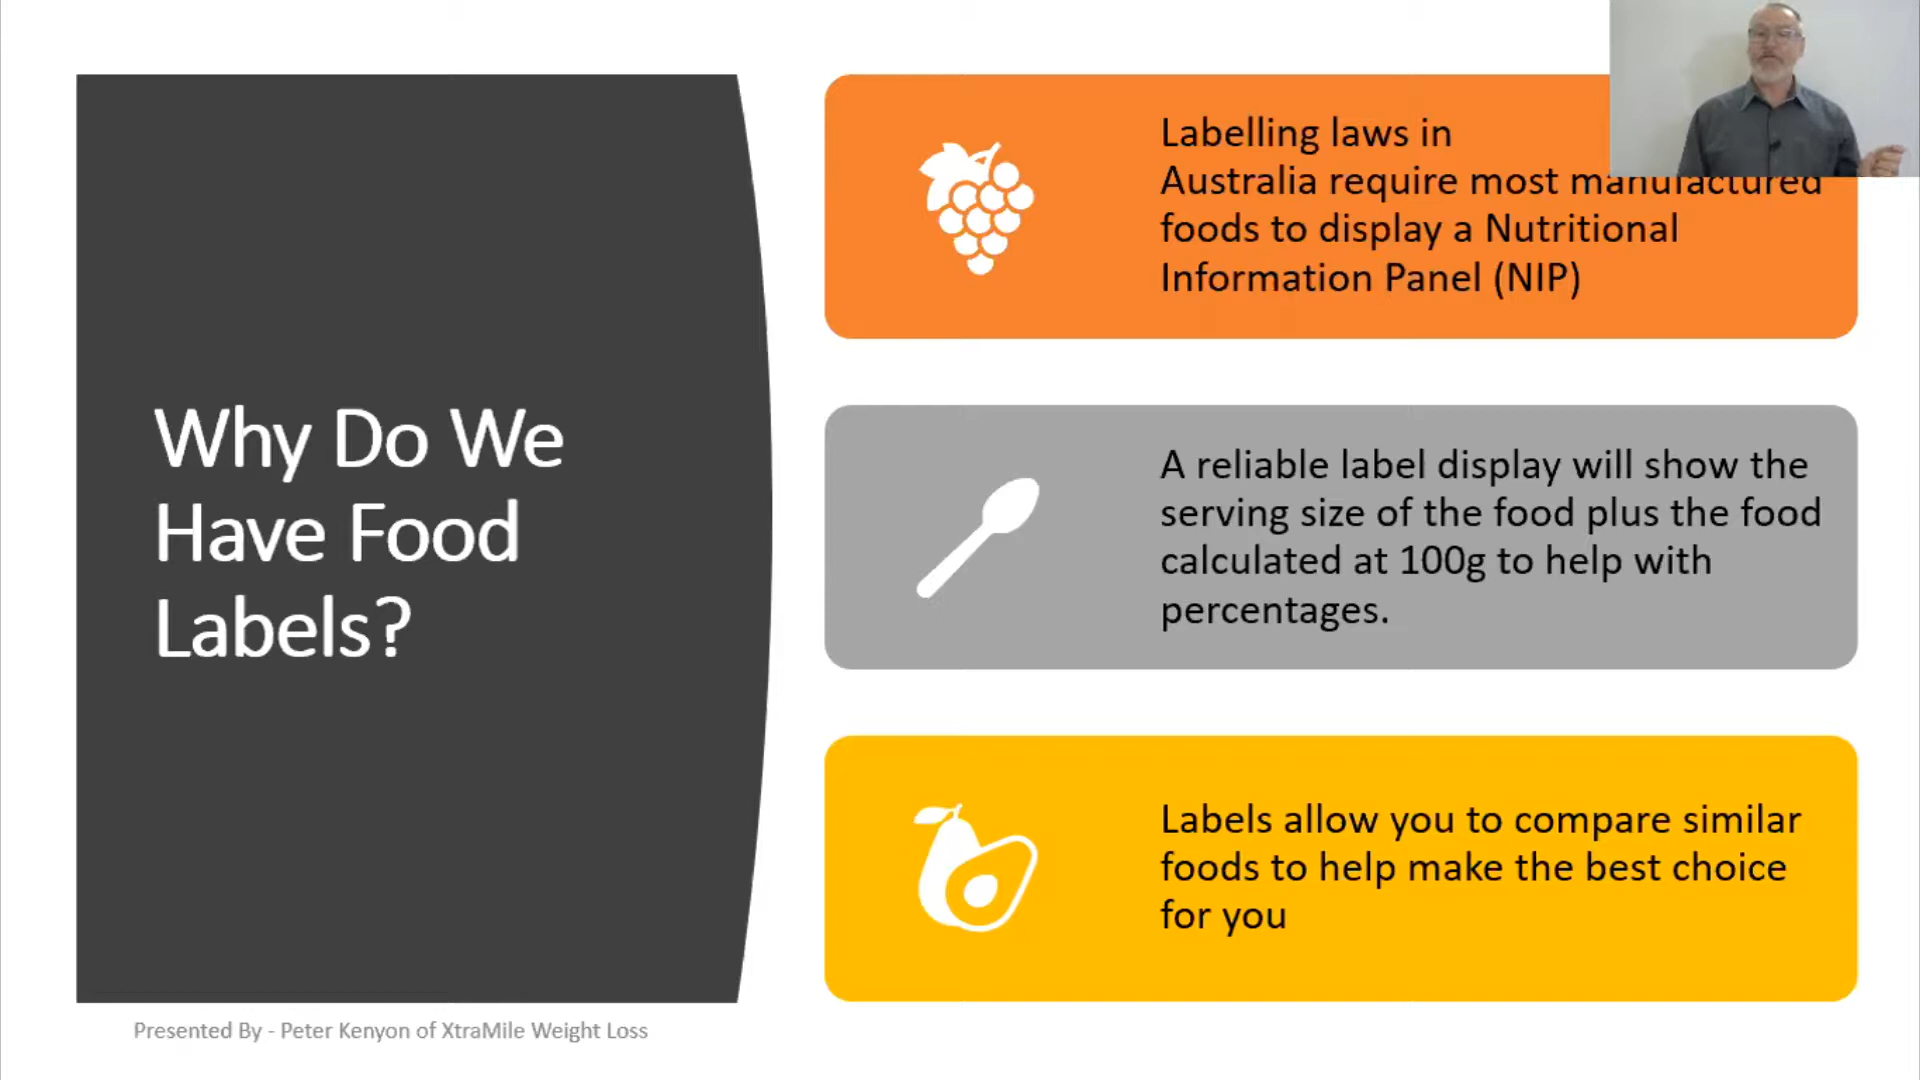 Why Do We
Have Food
Labels?
Labelling laws in
Australia require most manufactured
foods to display a Nutritional
Information Panel (NIP)
A reliable label display will show the
serving size of the food plus the food
calculated at 100g to help with
percentages.
Labels allow you to compare similar
foods to help make the best choice
for you
Presented By - Peter Kenyon of XtraMile Weight Loss